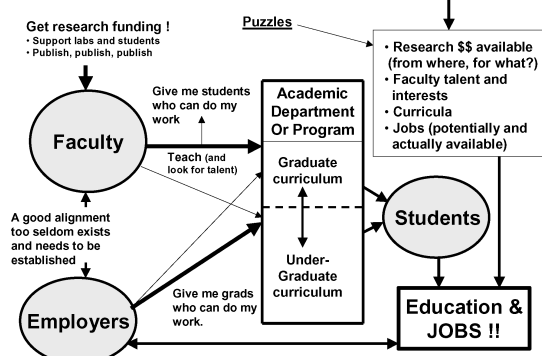 Get research funding !
• Support labs and students
• Publish, publish, publish
Puzzles
• Research $$ available
(from where, for what?)
• Faculty talent and
interests
• Curricula
• Jobs (potentially and
actually available)
Give me students
who can do my
work
Academic
Department
Or Program
Faculty
Teach (and
look for talent)
Graduate
curriculum
A good alignment
too seldom exists
and needs to be
established
Students
Under-
Graduate
curriculum
Give me grads
who can do my
work.
Employers
Education &
JOBS !!